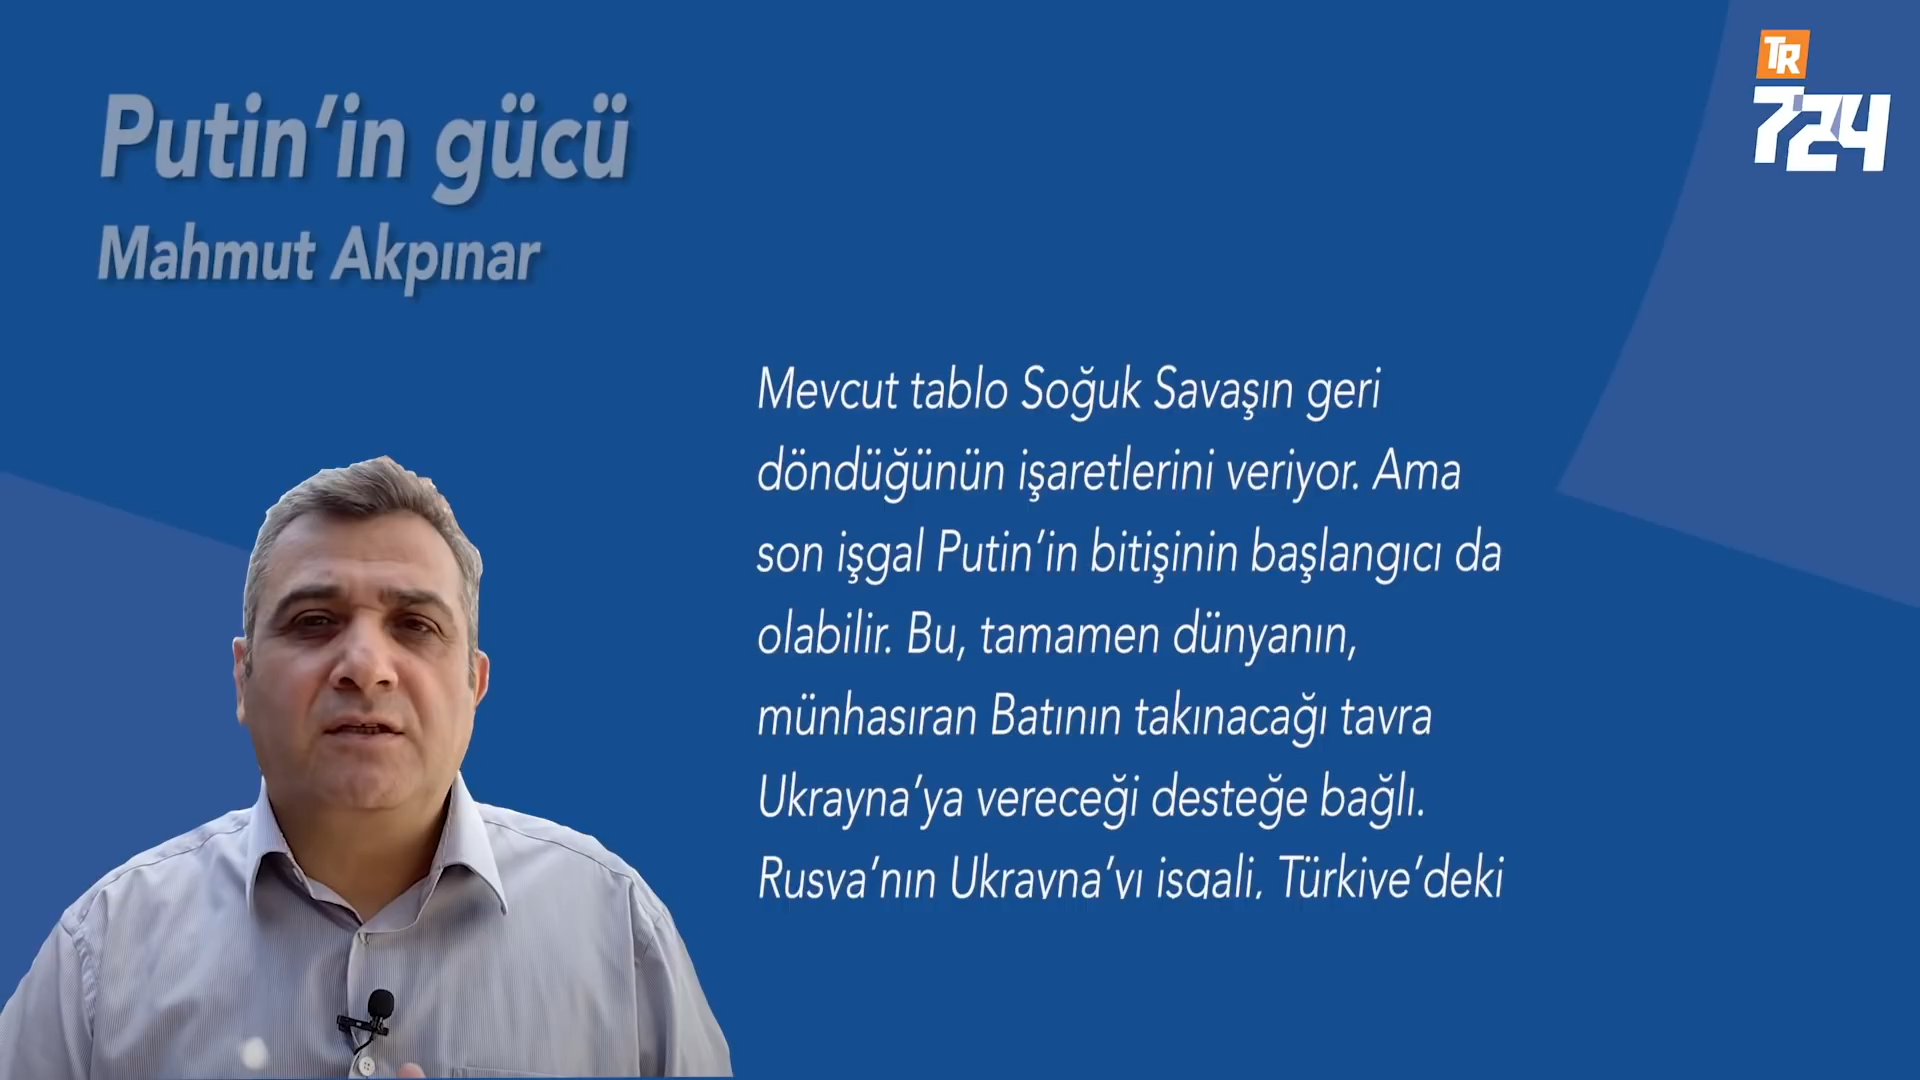 Putin’in gücü
Mahmut Akpınar
TR
724
Mevcut tablo Soğuk Savaşın geri
döndüğünün işaretlerini veriyor. Ama
son işgal Putin’in bitişinin başlangıcı da
olabilir. Bu, tamamen dünyanın,
münhasıran Batının takınacağı tavra
Ukrayna’ya vereceği desteğe bağlı.
Rusya’nın Ukrayna’yı işgali, Türkiye’deki